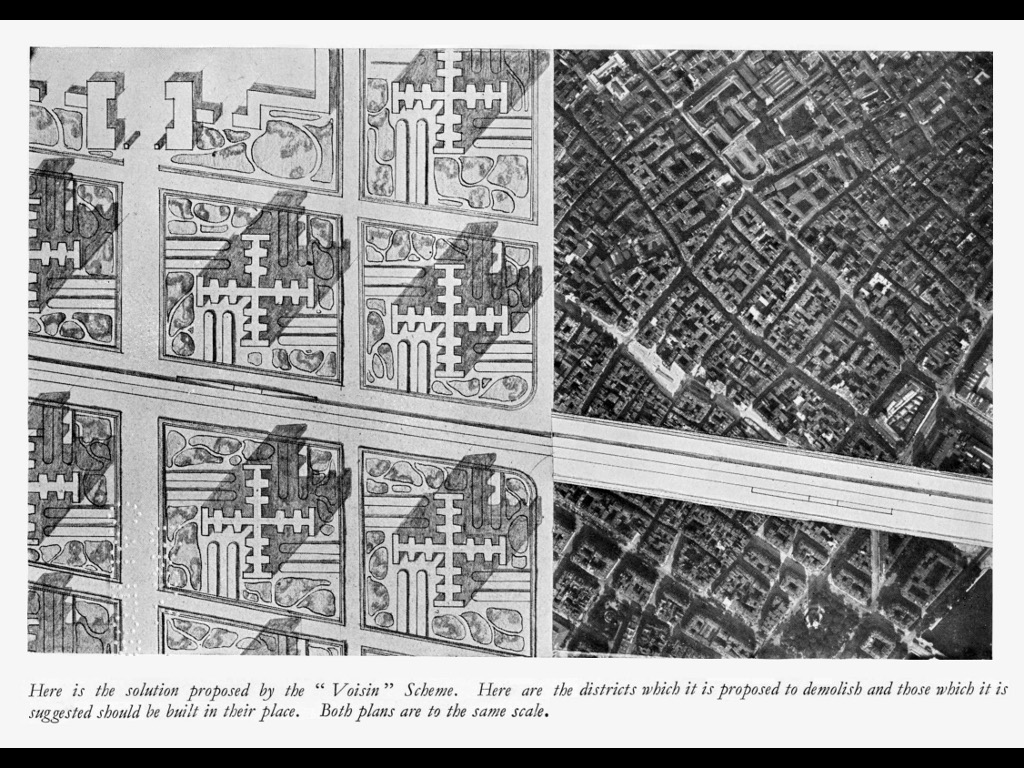 Here is the solution proposed by the “ Voisin ” Scheme. Here are the districts which it is proposed to demolish and those which it is
suggested should be built in their place. Both plans are to the same scale.